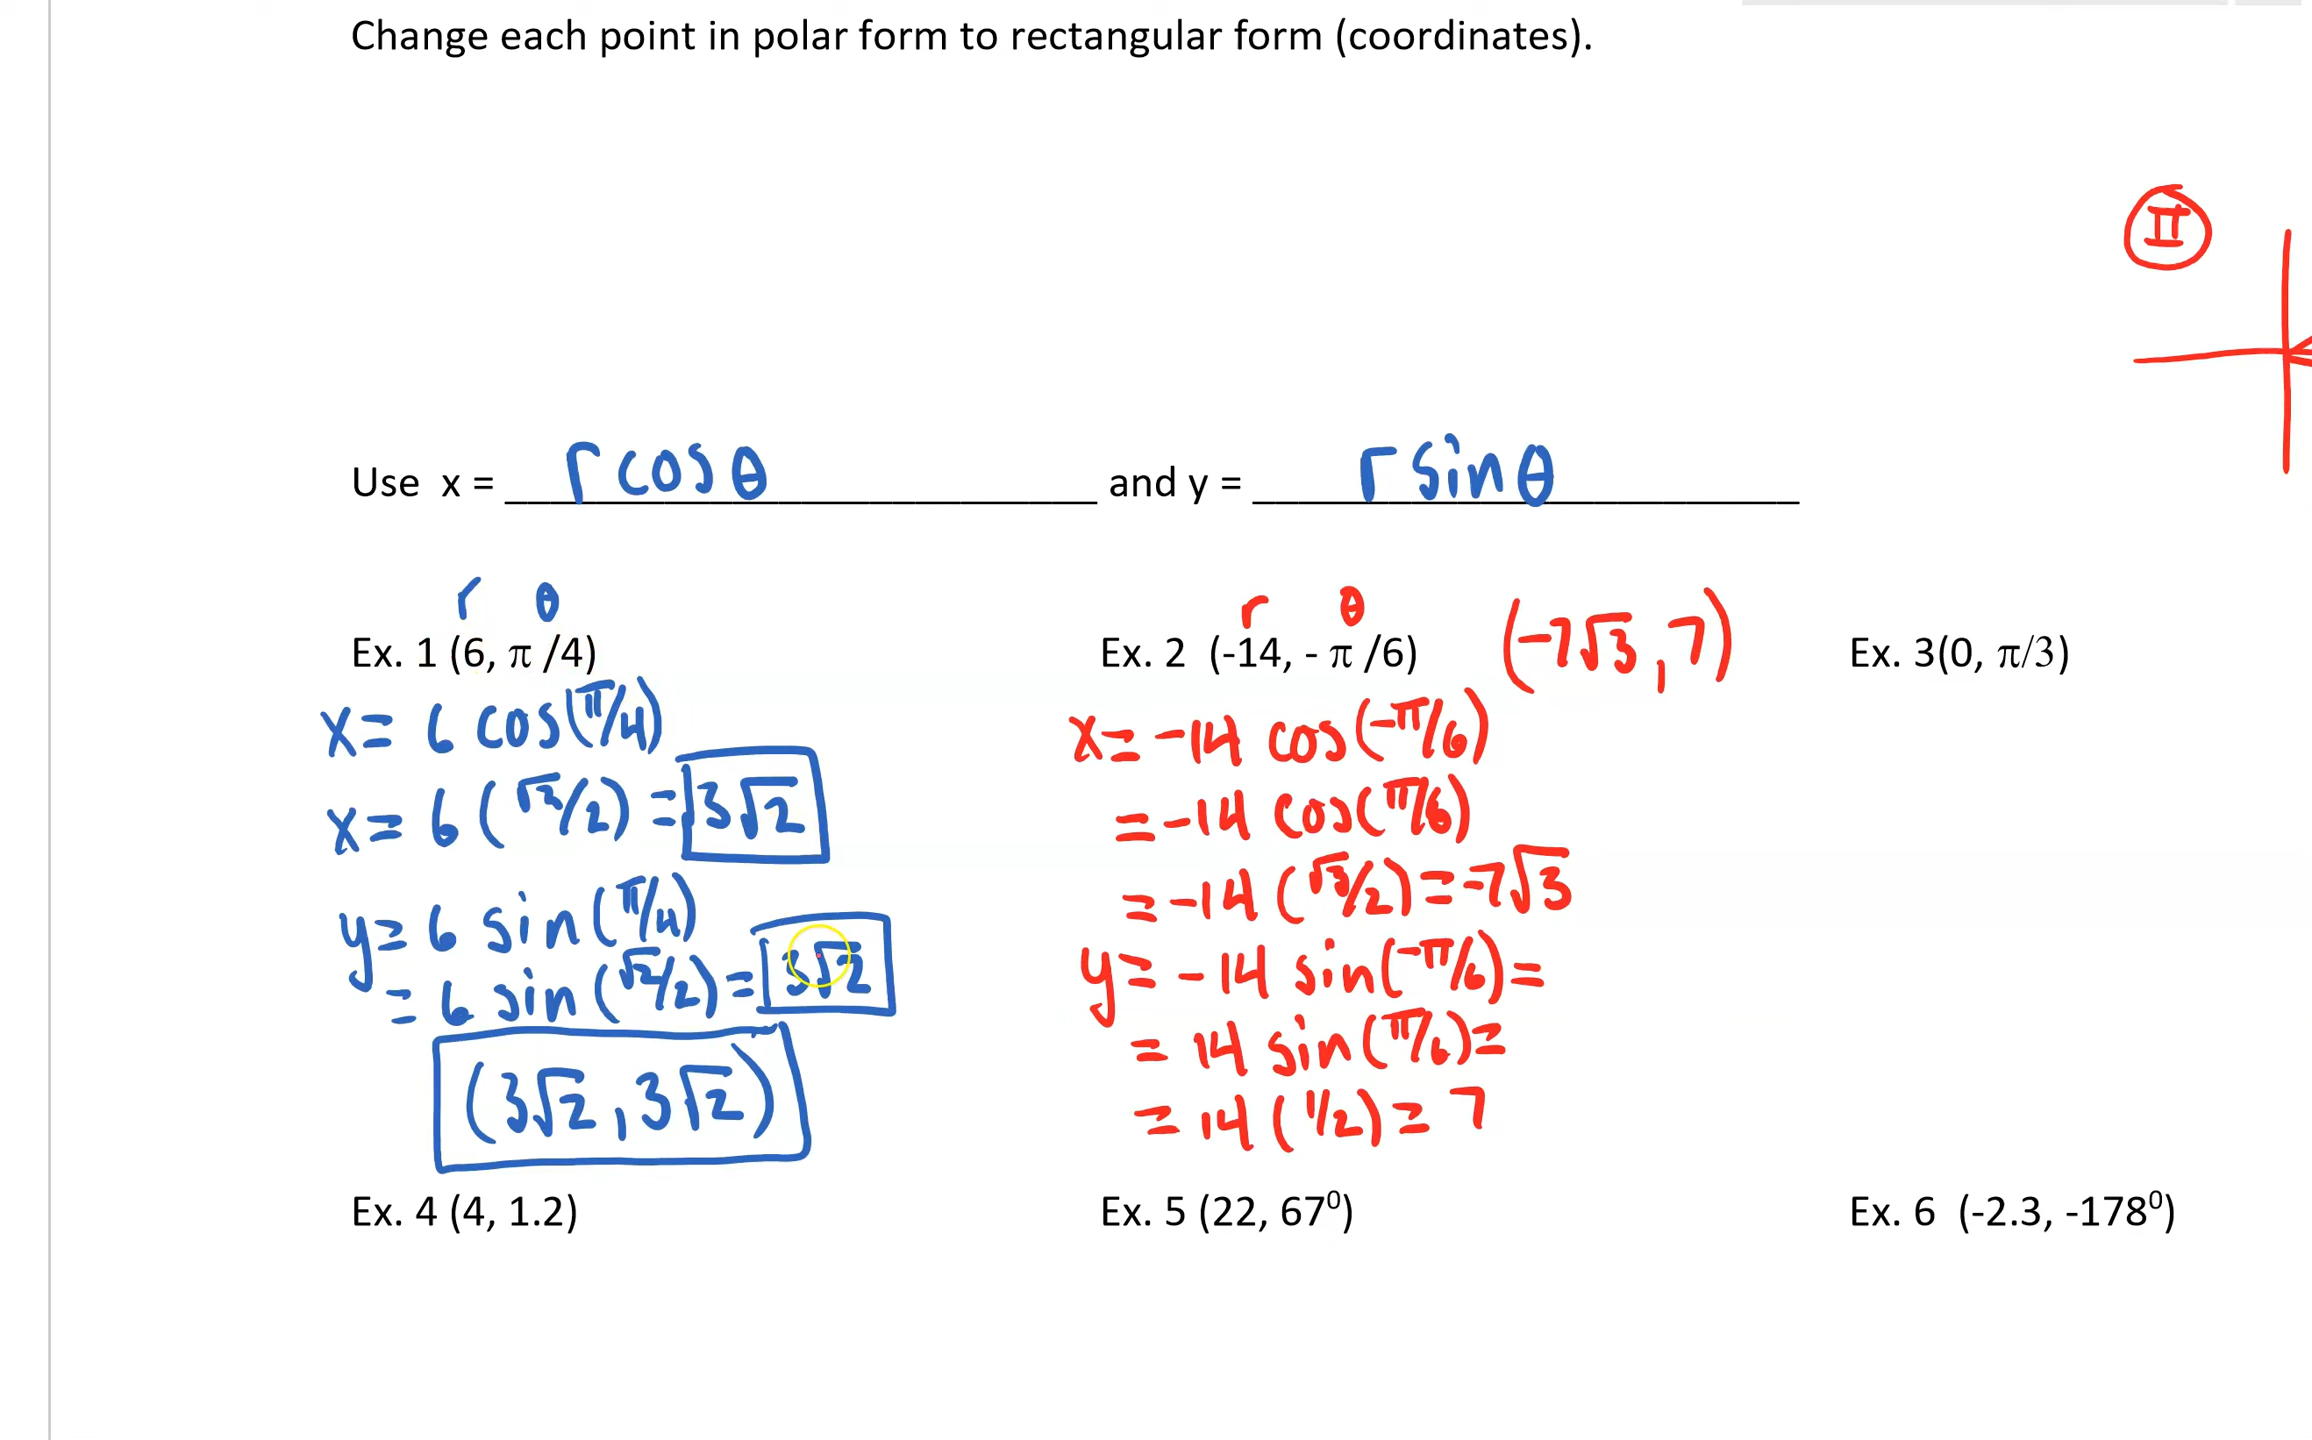 Change each point in polar form to rectangular form (coordinates).
II
Use x = r cos θ and y = r sin θ
r θ
Ex. 1 (6, π /4)
x = 6 cos(π/4)
x = 6 (√2/2) = 3√2
y = 6 sin(π/4)
= 6 sin(√2/2) = 3√2
(3√2, 3√2)
r θ
Ex. 2 (-14, - π /6) (-7√3, 7)
x = -14 cos(-π/6)
= -14 cos(π/6)
= -14 (√3/2) = -7√3
y = -14 sin(-π/6) =
= 14 sin(π/6) =
= 14 (1/2) = 7
Ex. 3(0, π/3)
Ex. 4 (4, 1.2)
Ex. 5 (22, 67⁰)
Ex. 6 (-2.3, -178⁰)